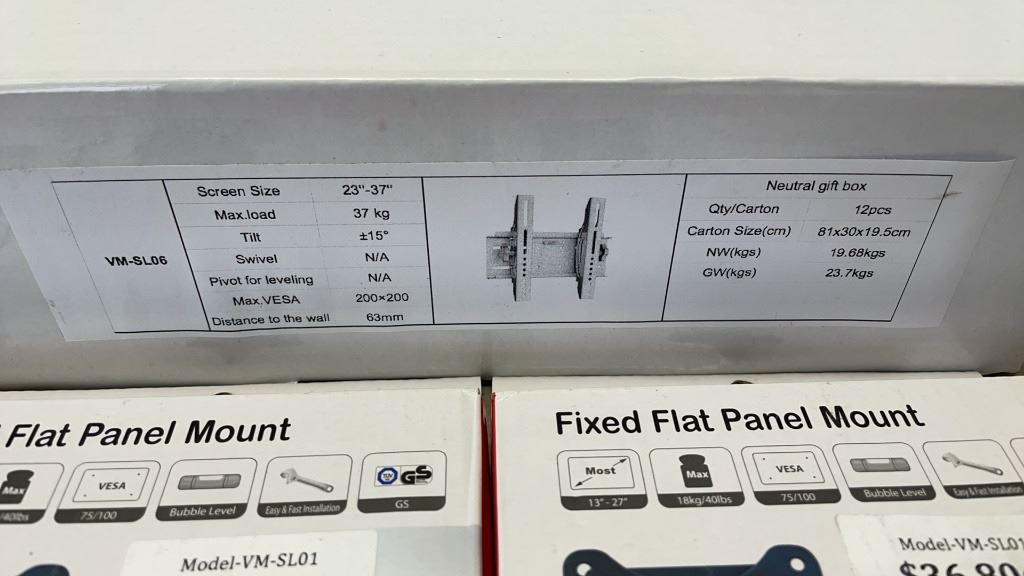 VM-SL06
Screen Size 23"-37"
Max.load 37 kg
Tilt ±15°
Swivel N/A
Pivot for leveling N/A
Max.VESA 200×200
Distance to the wall 63mm
Neutral gift box
Qty/Carton 12pcs
Carton Size(cm) 81x30x19.5cm
NW(kgs) 19.68kgs
GW(kgs) 23.7kgs
Flat Panel Mount
Max
/40lbs
VESA
75/100
Bubble Level
Easy & Fast Installation
GS
GS
Model-VM-SL01
Fixed Flat Panel Mount
Most
13"-27"
Max
18kg/40lbs
VESA
75/100
Bubble Level
Easy & Fast Installation
Model-VM-SL01